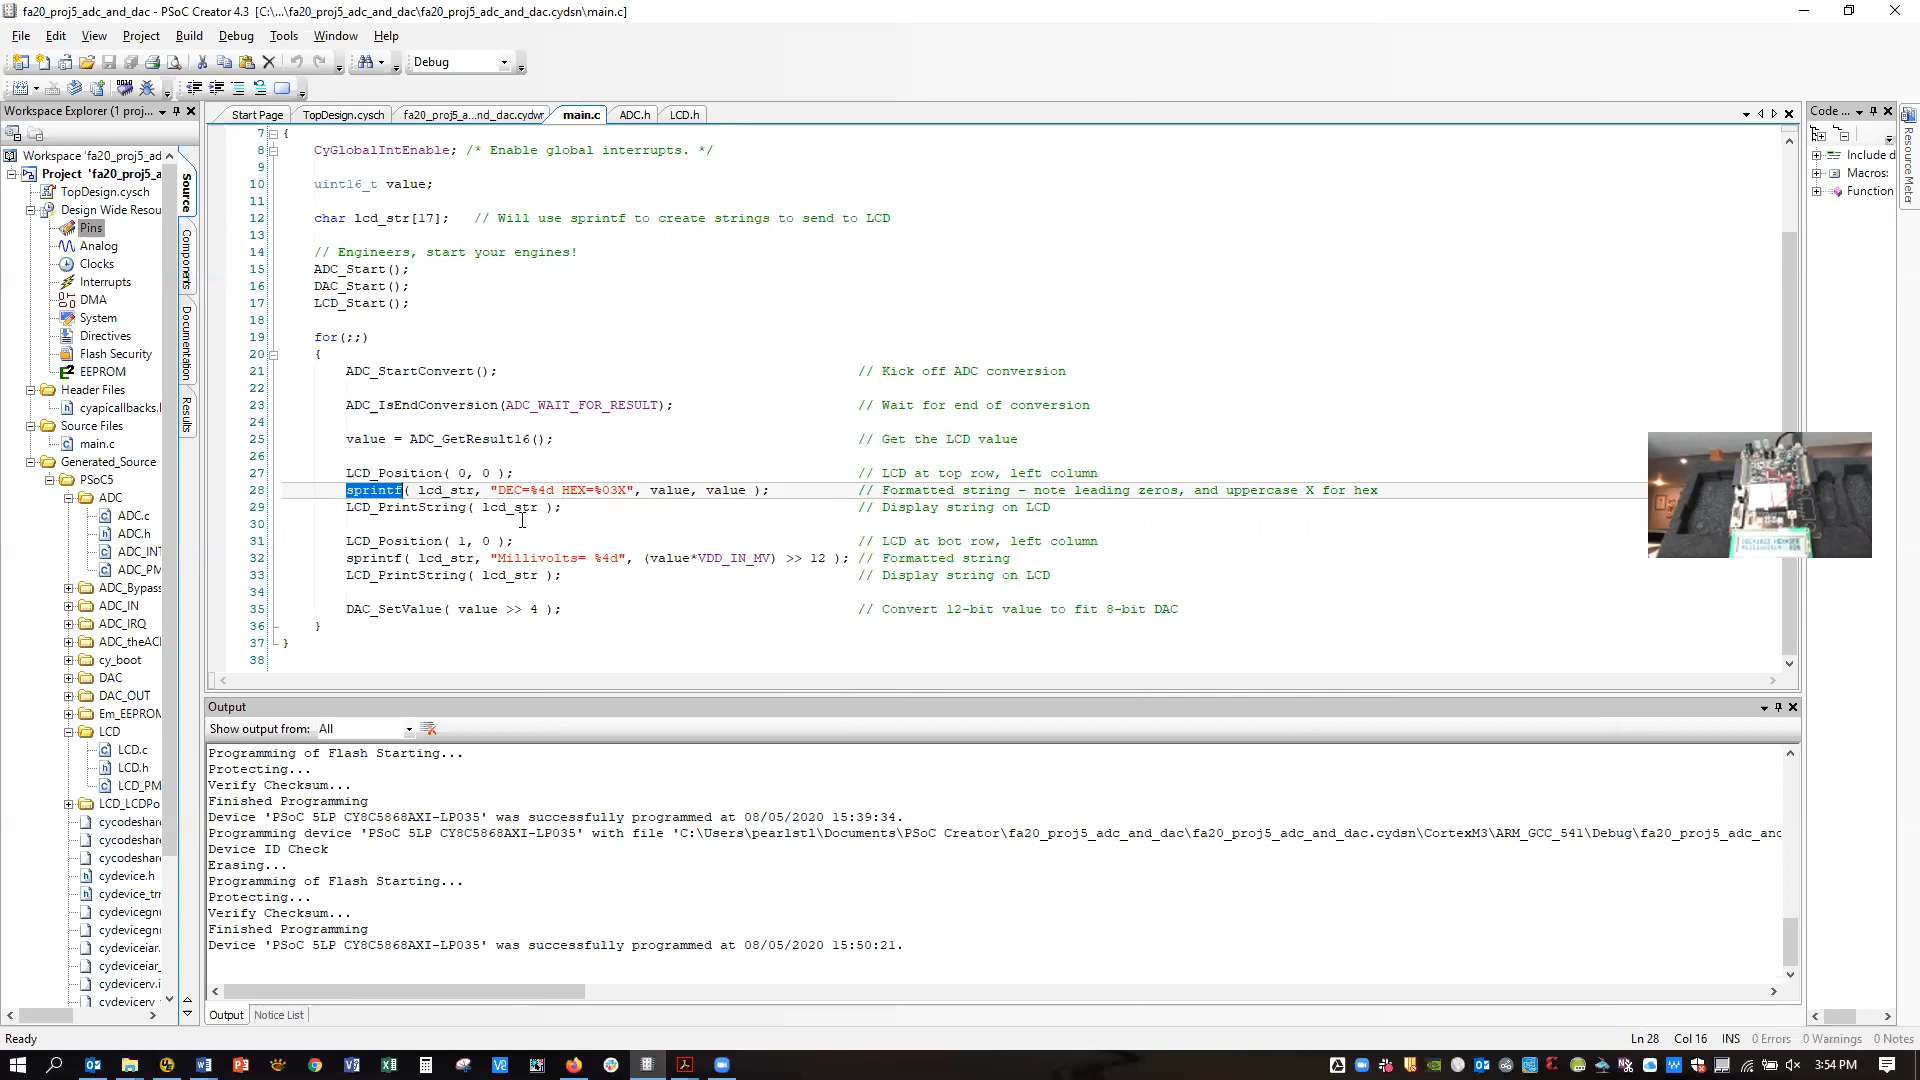 fa20_proj5_adc_and_dac - PSoC Creator 4.3 [C:\...\fa20_proj5_adc_and_dac\fa20_proj5_adc_and_dac.cydsn\main.c]
File Edit View Project Build Debug Tools Window Help
Debug
Workspace Explorer (1 proj...
Start Page TopDesign.cysch fa20_proj5_a...nd_dac.cydwr main.c ADC.h LCD.h
Code ...
Workspace 'fa20_proj5_ad
Project 'fa20_proj5_a
TopDesign.cysch
Design Wide Resou
Pins
Analog
Clocks
Interrupts
DMA
System
Directives
Flash Security
EEPROM
Header Files
cyapicallbacks.
Source Files
main.c
Generated_Source
PSoC5
ADC
ADC.c
ADC.h
ADC_IN
ADC_PM
ADC_Bypass
ADC_IN
ADC_IRQ
ADC_theACl
cy_boot
DAC
DAC_OUT
Em_EEPROM
LCD
LCD.c
LCD.h
LCD_PM
LCD_LCDPo
cycodeshare
cycodeshare
cycodeshare
cydevice.h
cydevice_trm
cydevicegnu
cydevicegnu
cydeviceiar.
cydeviceiar_
cydevicerv.i
cydevicerv_
Source
Components
Documentation
Results
7 {
8 CyGlobalIntEnable; /* Enable global interrupts. */
9
10 uint16_t value;
11
12 char lcd_str[17]; // Will use sprintf to create strings to send to LCD
13
14 // Engineers, start your engines!
15 ADC_Start();
16 DAC_Start();
17 LCD_Start();
18
19 for(;;)
20 {
21 ADC_StartConvert(); // Kick off ADC conversion
22
23 ADC_IsEndConversion(ADC_WAIT_FOR_RESULT); // Wait for end of conversion
24
25 value = ADC_GetResult16(); // Get the LCD value
26
27 LCD_Position( 0, 0 ); // LCD at top row, left column
28 sprintf( lcd_str, "DEC=%4d HEX=%03X", value, value ); // Formatted string - note leading zeros, and uppercase X for hex
29 LCD_PrintString( lcd_str ); // Display string on LCD
30
31 LCD_Position( 1, 0 ); // LCD at bot row, left column
32 sprintf( lcd_str, "Millivolts= %4d", (value*VDD_IN_MV) >> 12 ); // Formatted string
33 LCD_PrintString( lcd_str ); // Display string on LCD
34
35 DAC_SetValue( value >> 4 ); // Convert 12-bit value to fit 8-bit DAC
36 }
37 }
38
Include d
Macros:
Function
Resource Meter
Output
Show output from: All
Programming of Flash Starting...
Protecting...
Verify Checksum...
Finished Programming
Device 'PSoC 5LP CY8C5868AXI-LP035' was successfully programmed at 08/05/2020 15:39:34.
Programming device 'PSoC 5LP CY8C5868AXI-LP035' with file 'C:\Users\pearlstl\Documents\PSoC Creator\fa20_proj5_adc_and_dac\fa20_proj5_adc_and_dac.cydsn\CortexM3\ARM_GCC_541\Debug\fa20_proj5_adc_and
Device ID Check
Erasing...
Programming of Flash Starting...
Protecting...
Verify Checksum...
Finished Programming
Device 'PSoC 5LP CY8C5868AXI-LP035' was successfully programmed at 08/05/2020 15:50:21.
Output Notice List
Ready
Ln 28 Col 16 INS 0 Errors 0 Warnings 0 Notes
3:54 PM